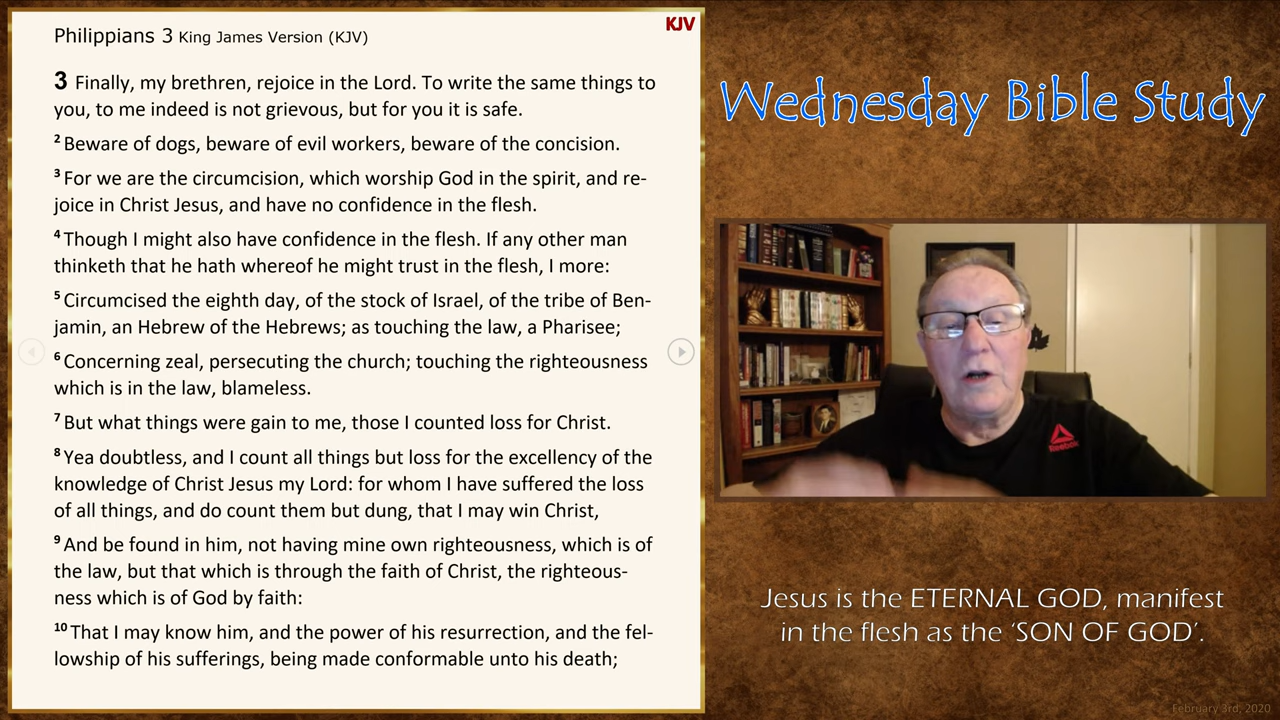 KJV
Philippians 3 King James Version (KJV)
3 Finally, my brethren, rejoice in the Lord. To write the same things to
you, to me indeed is not grievous, but for you it is safe.
2 Beware of dogs, beware of evil workers, beware of the concision.
3 For we are the circumcision, which worship God in the spirit, and re-
joice in Christ Jesus, and have no confidence in the flesh.
4 Though I might also have confidence in the flesh. If any other man
thinketh that he hath whereof he might trust in the flesh, I more:
5 Circumcised the eighth day, of the stock of Israel, of the tribe of Ben-
jamin, an Hebrew of the Hebrews; as touching the law, a Pharisee;
6 Concerning zeal, persecuting the church; touching the righteousness
which is in the law, blameless.
7 But what things were gain to me, those I counted loss for Christ.
8 Yea doubtless, and I count all things but loss for the excellency of the
knowledge of Christ Jesus my Lord: for whom I have suffered the loss
of all things, and do count them but dung, that I may win Christ,
9 And be found in him, not having mine own righteousness, which is of
the law, but that which is through the faith of Christ, the righteous-
ness which is of God by faith:
10 That I may know him, and the power of his resurrection, and the fel-
lowship of his sufferings, being made conformable unto his death;
Wednesday Bible Study
Reebok
Jesus is the ETERNAL GOD, manifest
in the flesh as the ‘SON OF GOD’.
February 3rd, 2020